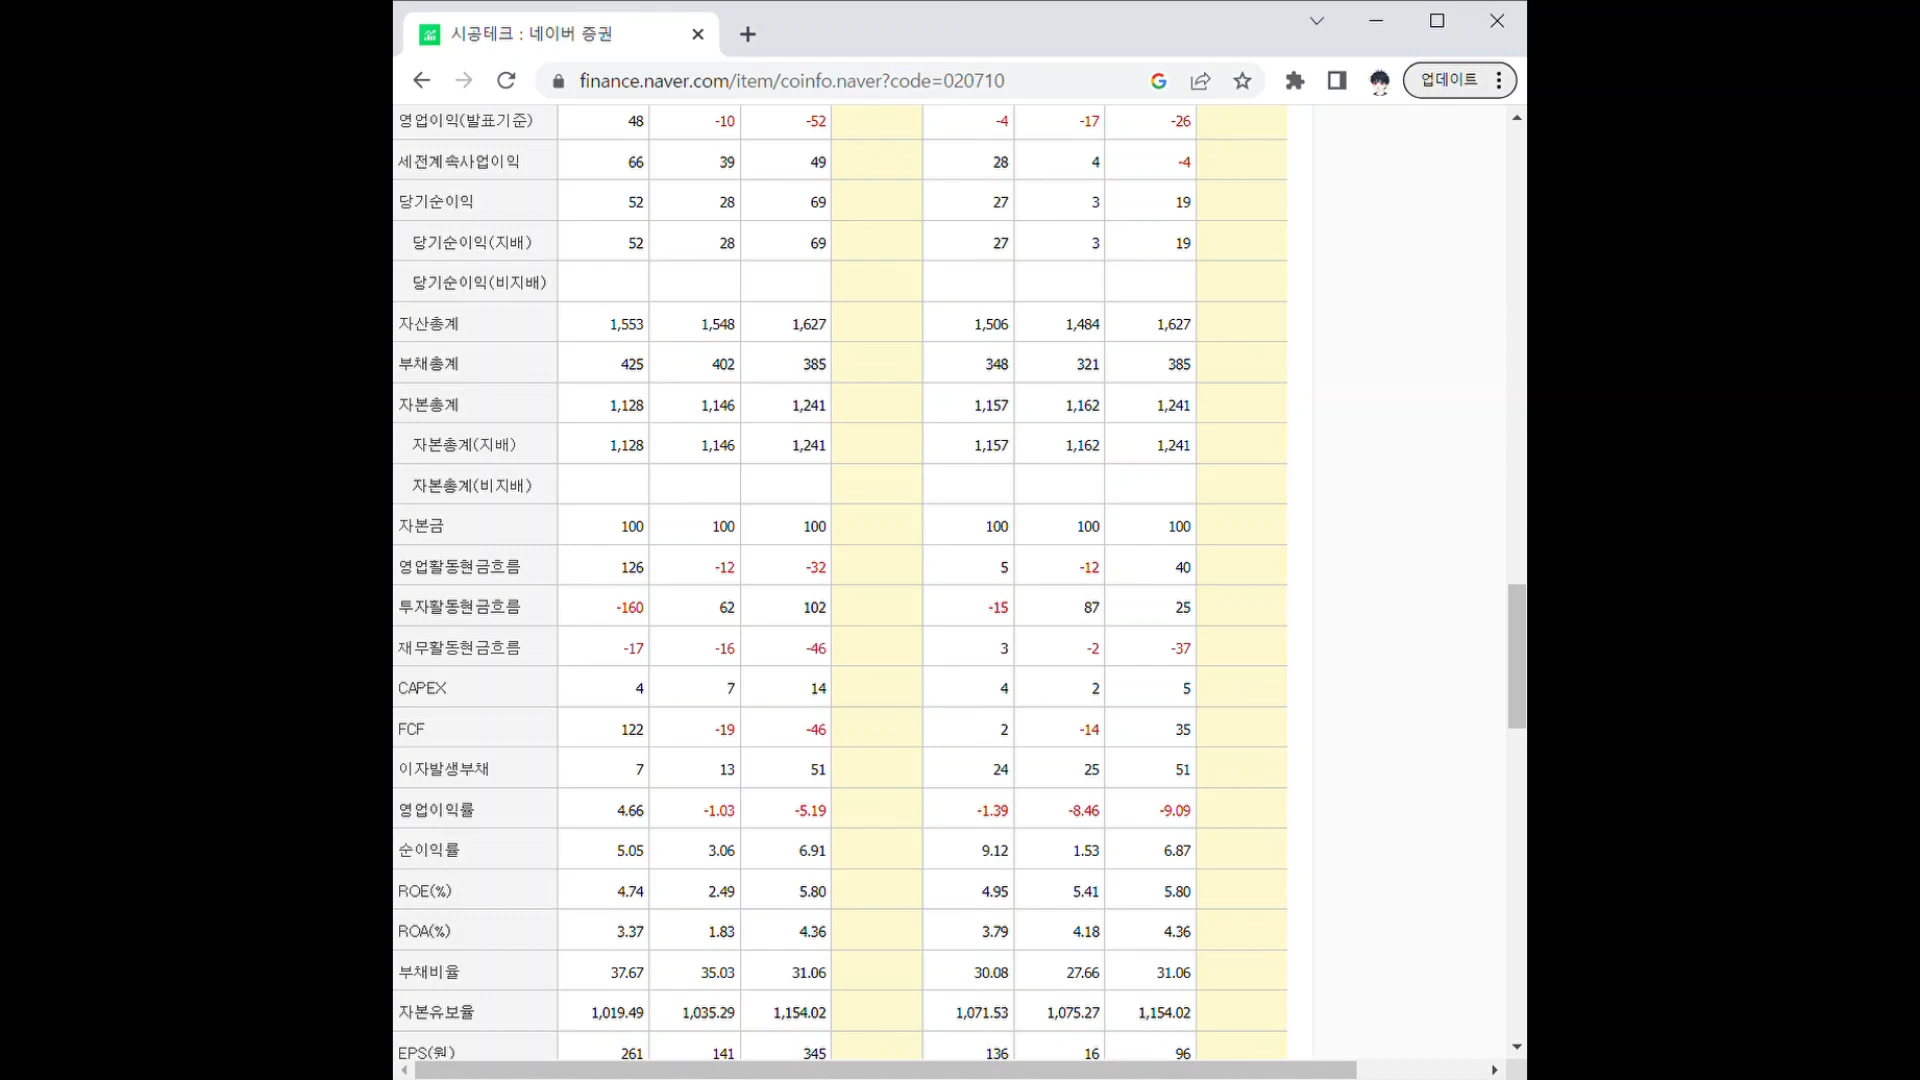 시공테크 : 네이버 증권
finance.naver.com/item/coinfo.naver?code=020710
업데이트
영업이익(발표기준) 48 -10 -52 -4 -17 -26
세전계속사업이익 66 39 49 28 4 -4
당기순이익 52 28 69 27 3 19
당기순이익(지배) 52 28 69 27 3 19
당기순이익(비지배)
자산총계 1,553 1,548 1,627 1,506 1,484 1,627
부채총계 425 402 385 348 321 385
자본총계 1,128 1,146 1,241 1,157 1,162 1,241
자본총계(지배) 1,128 1,146 1,241 1,157 1,162 1,241
자본총계(비지배)
자본금 100 100 100 100 100 100
영업활동현금흐름 126 -12 -32 5 -12 40
투자활동현금흐름 -160 62 102 -15 87 25
재무활동현금흐름 -17 -16 -46 3 -2 -37
CAPEX 4 7 14 4 2 5
FCF 122 -19 -46 2 -14 35
이자발생부채 7 13 51 24 25 51
영업이익률 4.66 -1.03 -5.19 -1.39 -8.46 -9.09
순이익률 5.05 3.06 6.91 9.12 1.53 6.87
ROE(%) 4.74 2.49 5.80 4.95 5.41 5.80
ROA(%) 3.37 1.83 4.36 3.79 4.18 4.36
부채비율 37.67 35.03 31.06 30.08 27.66 31.06
자본유보율 1,019.49 1,035.29 1,154.02 1,071.53 1,075.27 1,154.02
EPS(원) 261 141 345 136 16 96